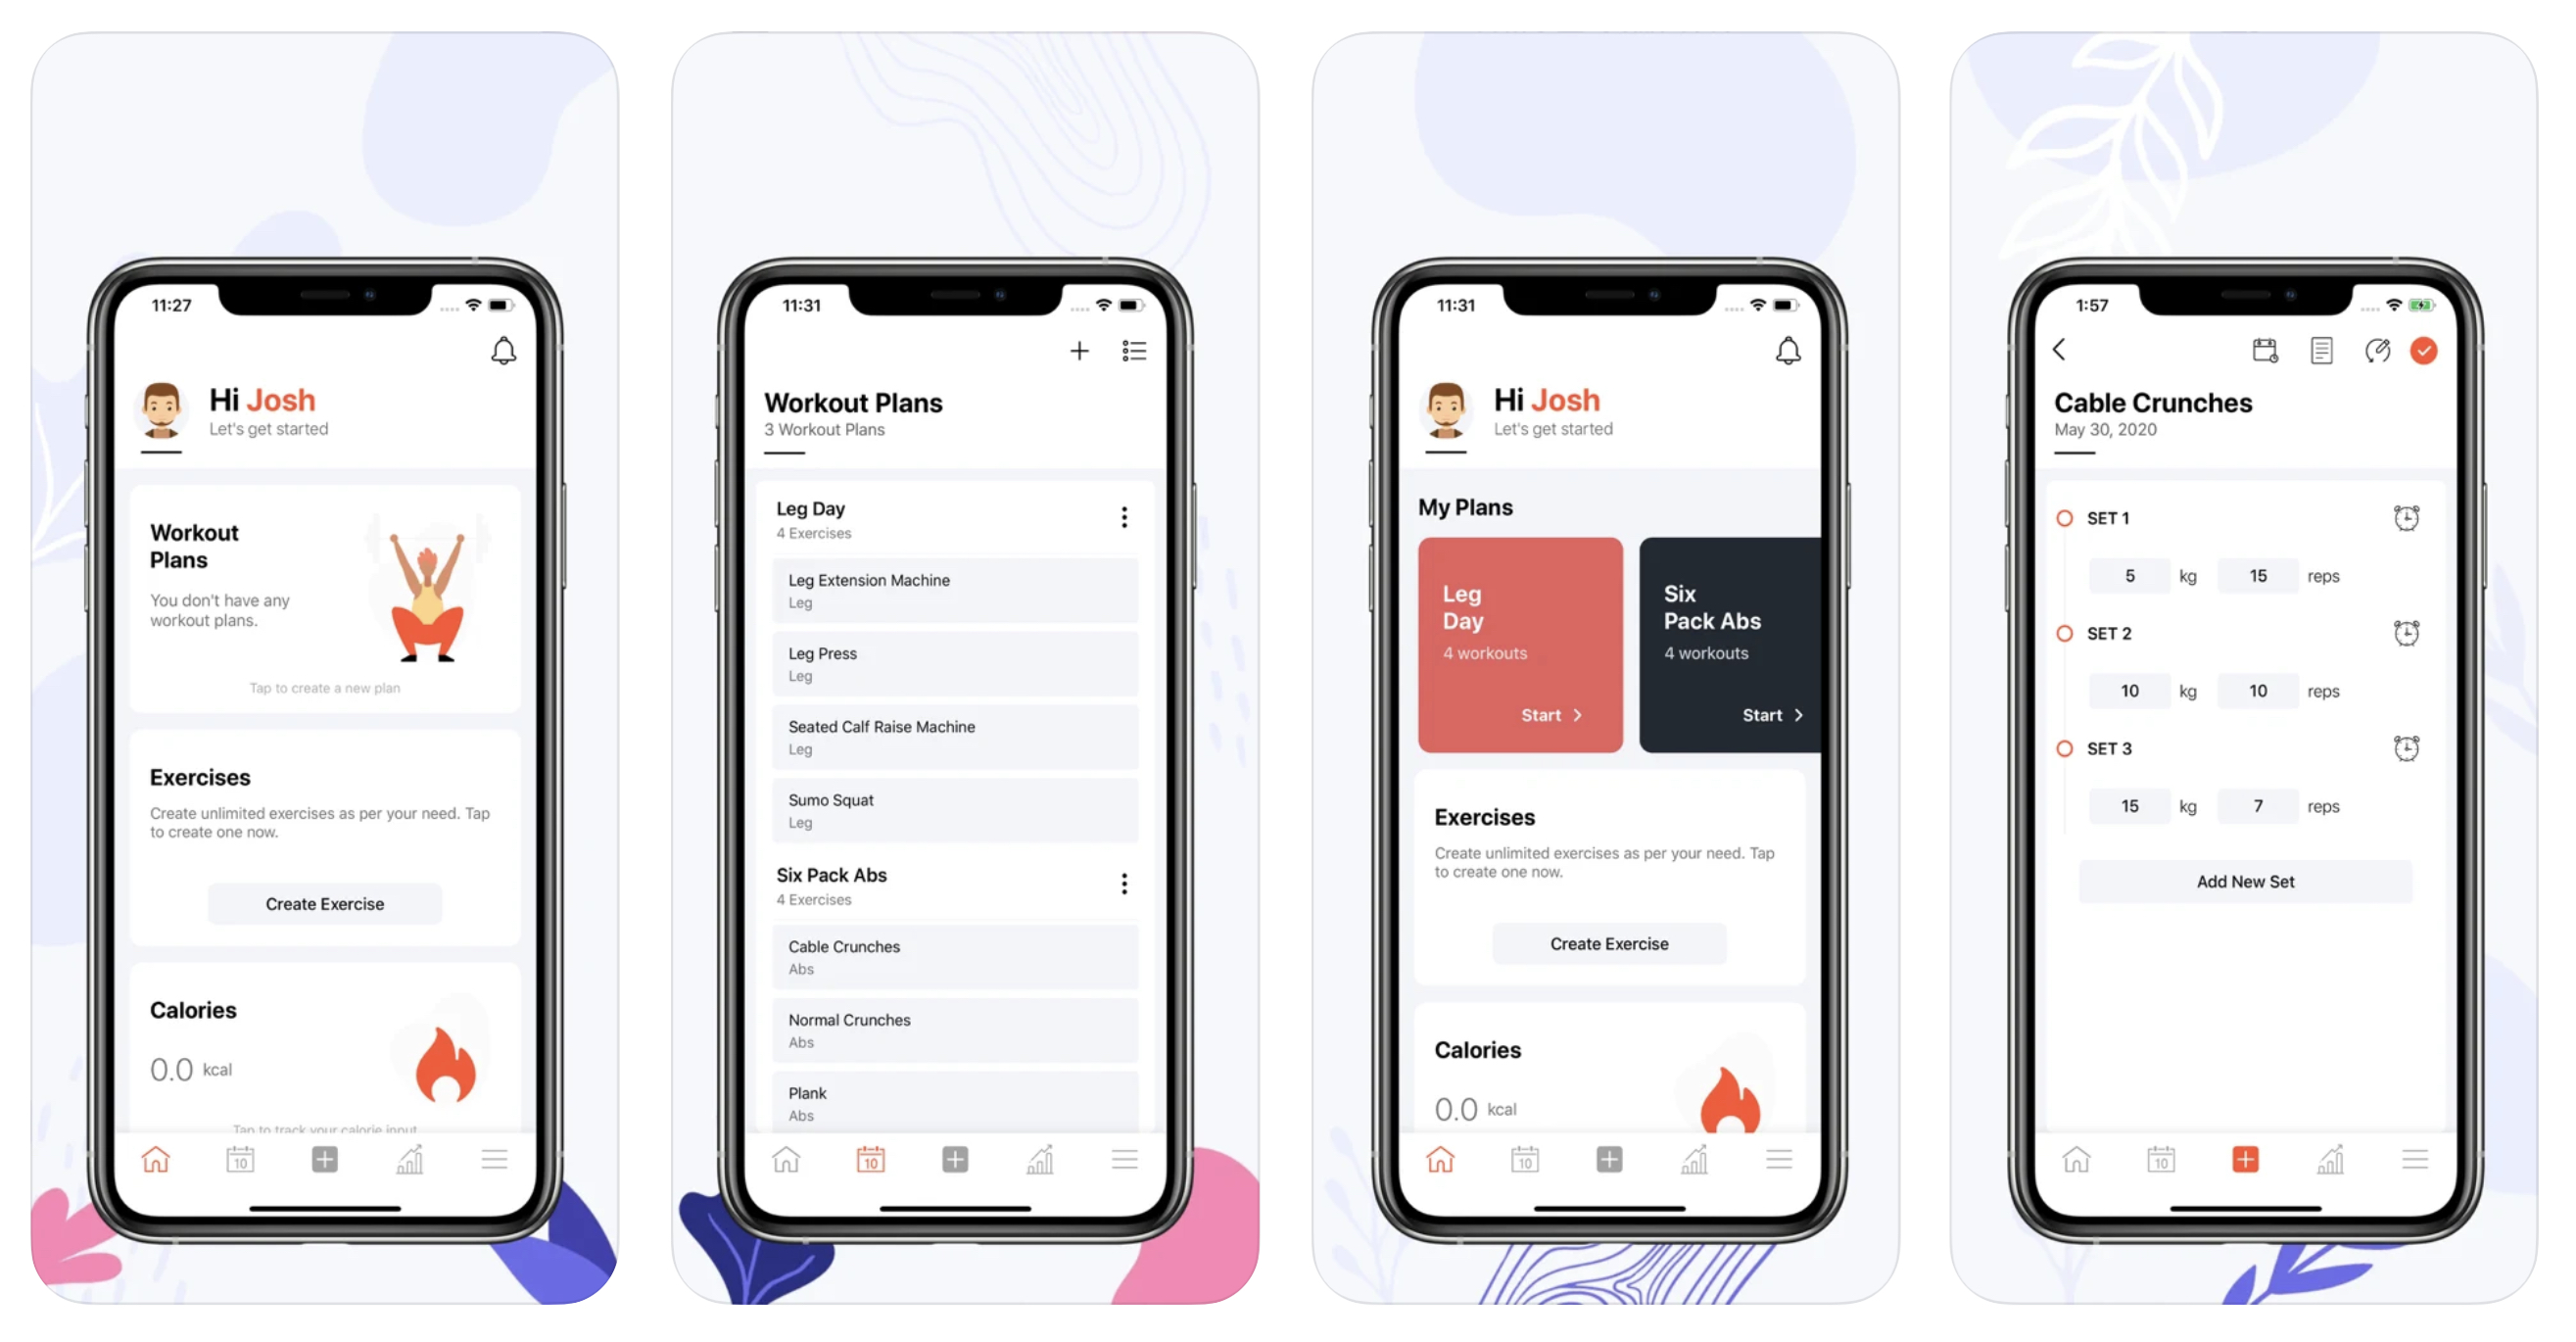 11:27
Hi Josh
Let's get started
Workout
Plans
You don't have any
workout plans.
Tap to create a new plan
Exercises
Create unlimited exercises as per your need. Tap
to create one now.
Create Exercise
Calories
0.0 kcal
Tap to track your calorie input
10
11:31
Workout Plans
3 Workout Plans
Leg Day
4 Exercises
Leg Extension Machine
Leg
Leg Press
Leg
Seated Calf Raise Machine
Leg
Sumo Squat
Leg
Six Pack Abs
4 Exercises
Cable Crunches
Abs
Normal Crunches
Abs
Plank
Abs
10
11:31
Hi Josh
Let's get started
My Plans
Leg
Day
4 workouts
Start
Six
Pack Abs
4 workouts
Start
Exercises
Create unlimited exercises as per your need. Tap
to create one now.
Create Exercise
Calories
0.0 kcal
10
1:57
Cable Crunches
May 30, 2020
SET 1
5 kg 15 reps
SET 2
10 kg 10 reps
SET 3
15 kg 7 reps
Add New Set
10